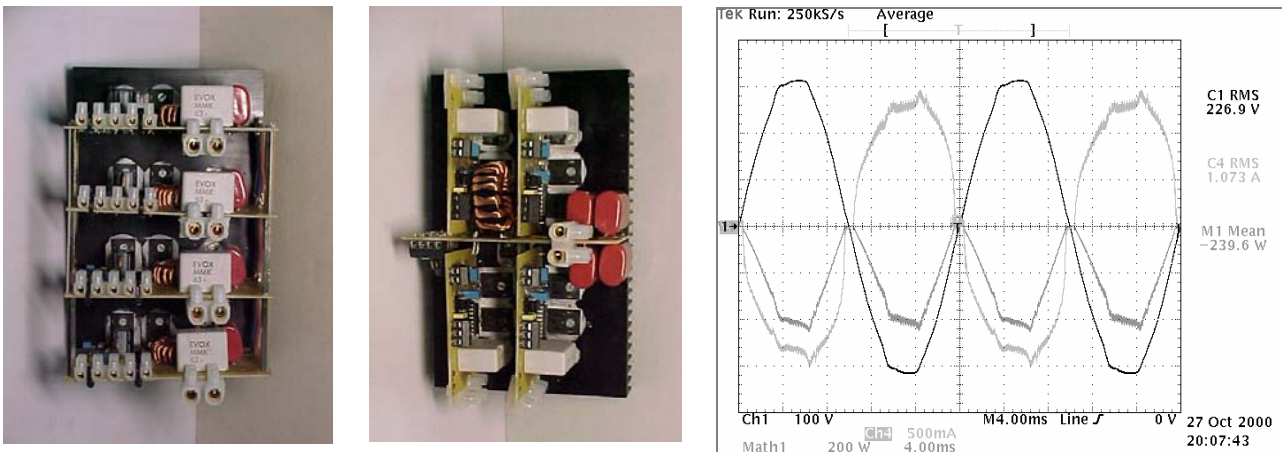 EVOX
MMK
EVOX
MMK
EVOX
MMK
EVOX
MMK
Tek Run: 250kS/s Average
[ T ]
C1 RMS
226.9 V
C4 RMS
1.073 A
M1 Mean
-239.6 W
1
Ch1 100 V M4.00ms Line 0 V
Ch4 500mA
Math1 200 W 4.00ms
27 Oct 2000
20:07:43